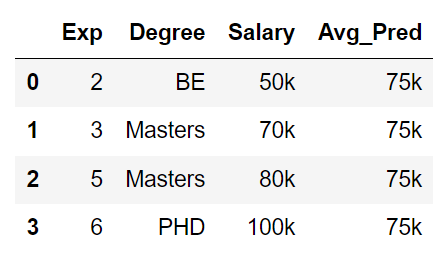 Exp Degree Salary Avg_Pred
0 2 BE 50k 75k
1 3 Masters 70k 75k
2 5 Masters 80k 75k
3 6 PHD 100k 75k